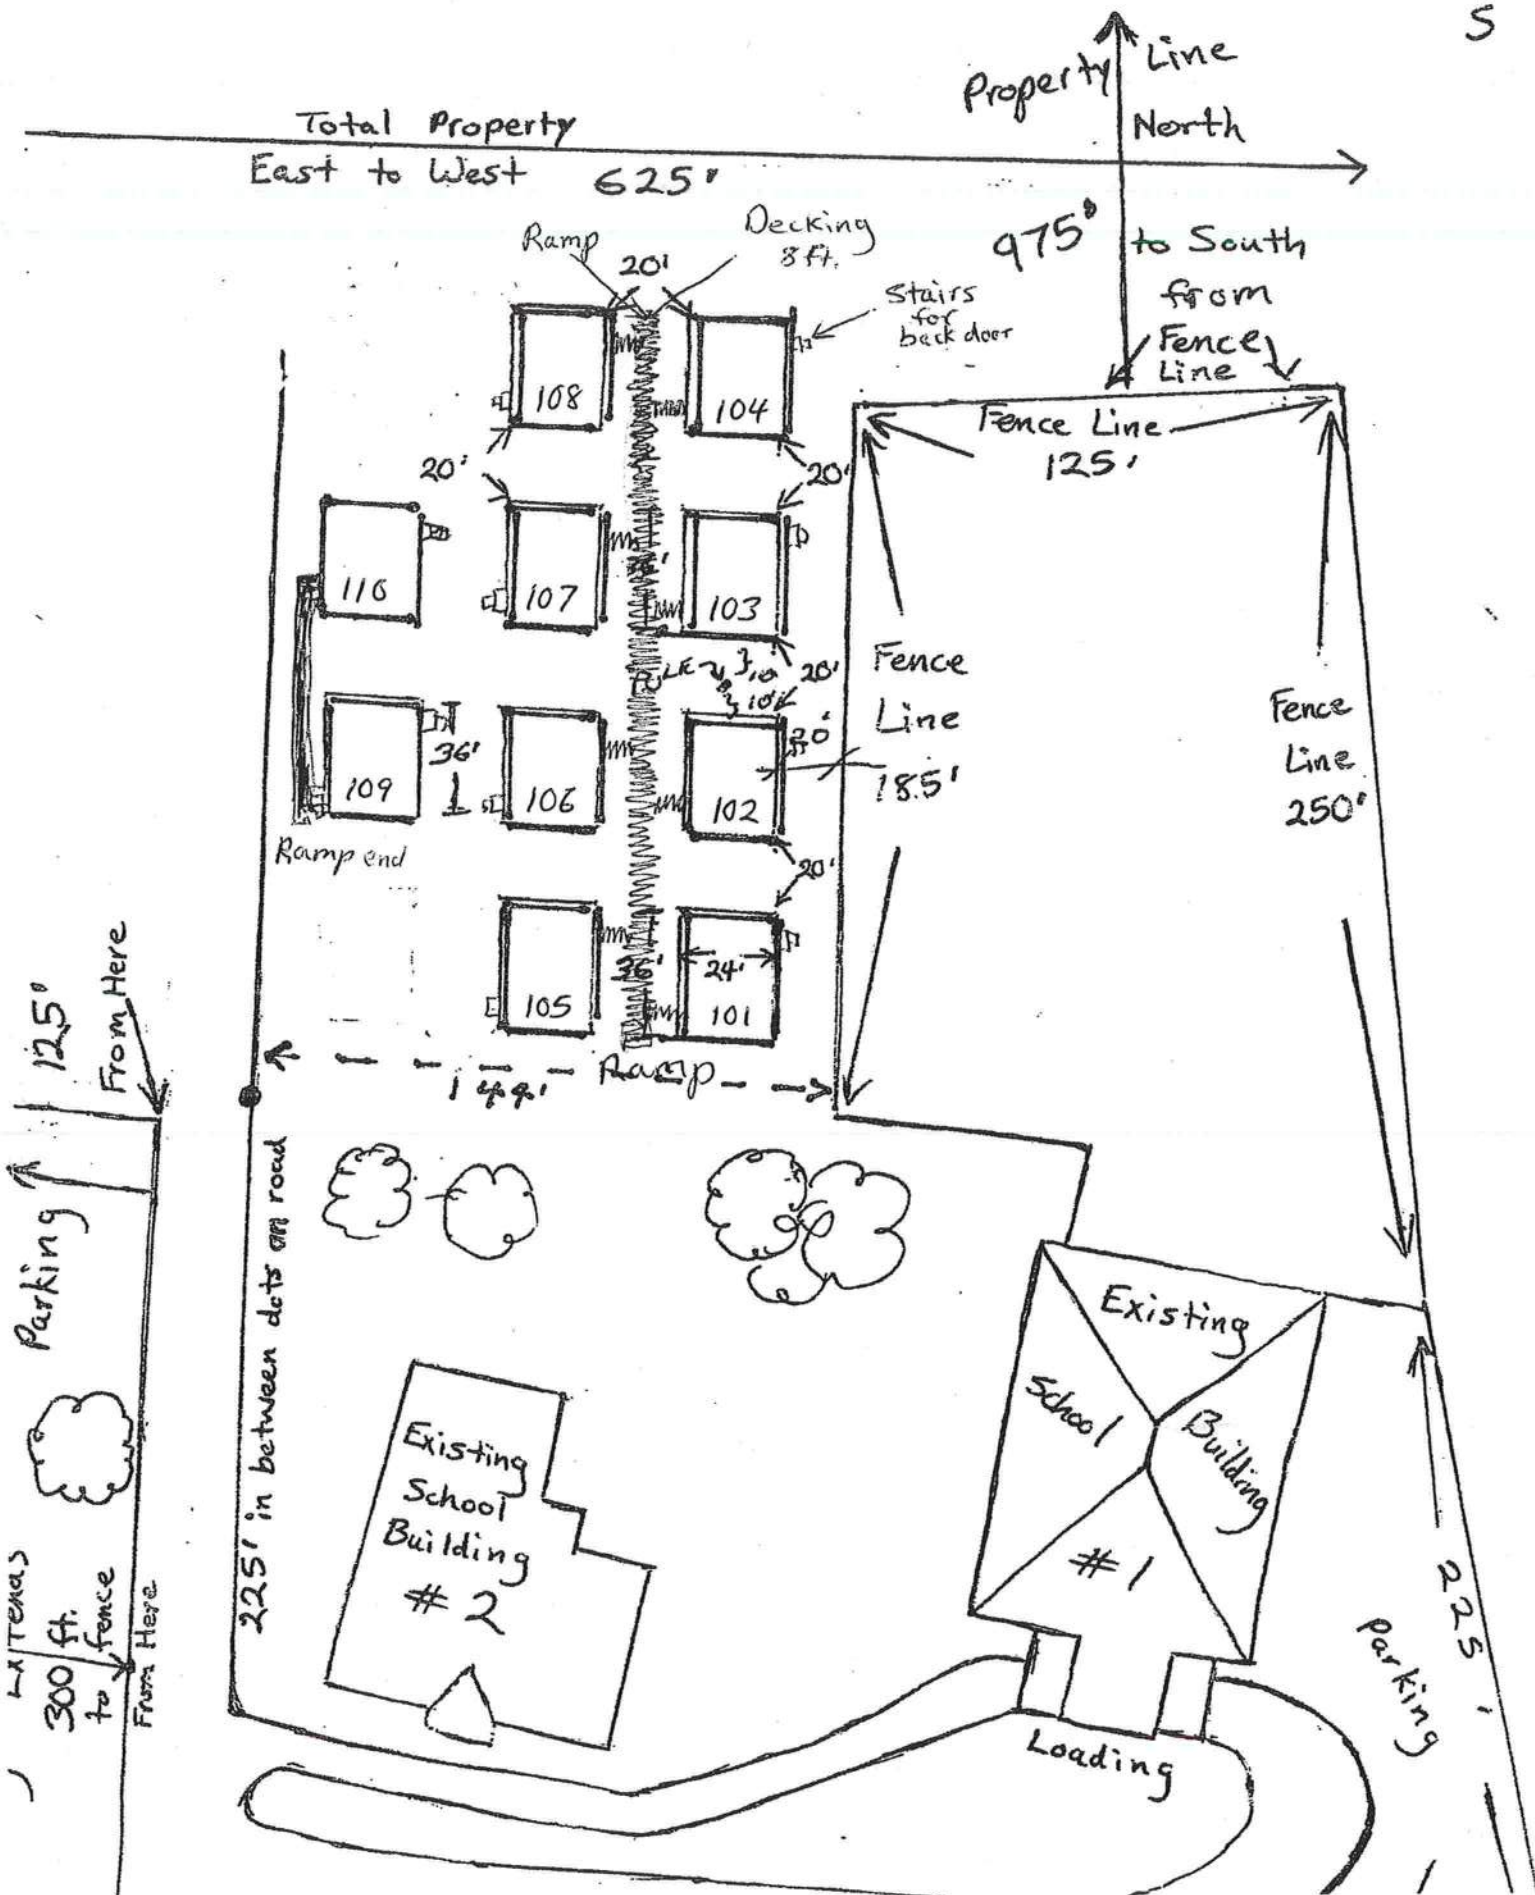 S
Property Line
North
Total Property
East to West 625'
975' to South
from
Fence
Line
Ramp
Decking
8 ft.
20'
Stairs
for
back door
108
104
Fence Line
125'
20'
20'
110
107
36'
103
POLE
10
10'
20'
20'
Fence
Line
185'
Fence
Line
250'
109
36'
106
102
Ramp end
20'
125'
From Here
105
36'
24'
101
144'
Ramp
Parking
225' in between dots on road
Existing
School
Building
# 1
Existing
School
Building
# 2
300 ft.
to fence
From Here
225'
Parking
Loading